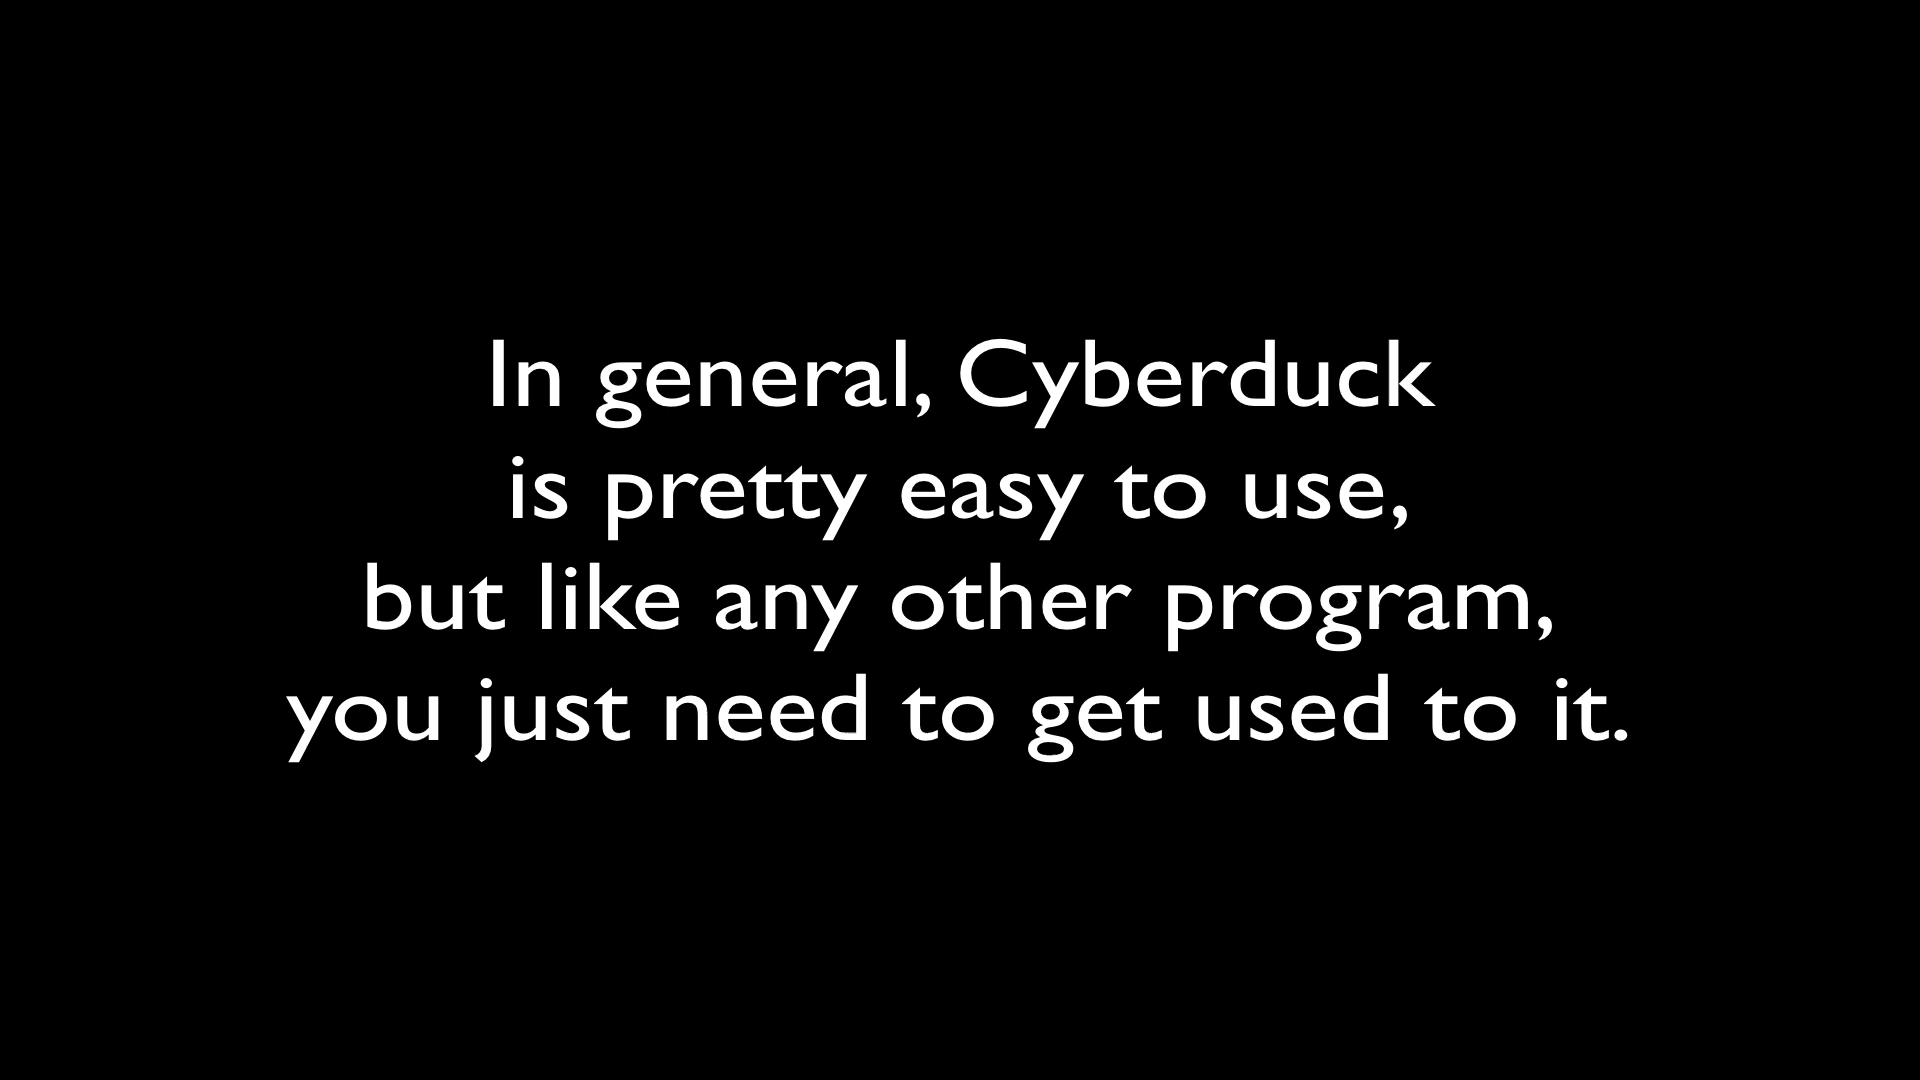 In general, Cyberduck
is pretty easy to use,
but like any other program,
you just need to get used to it.